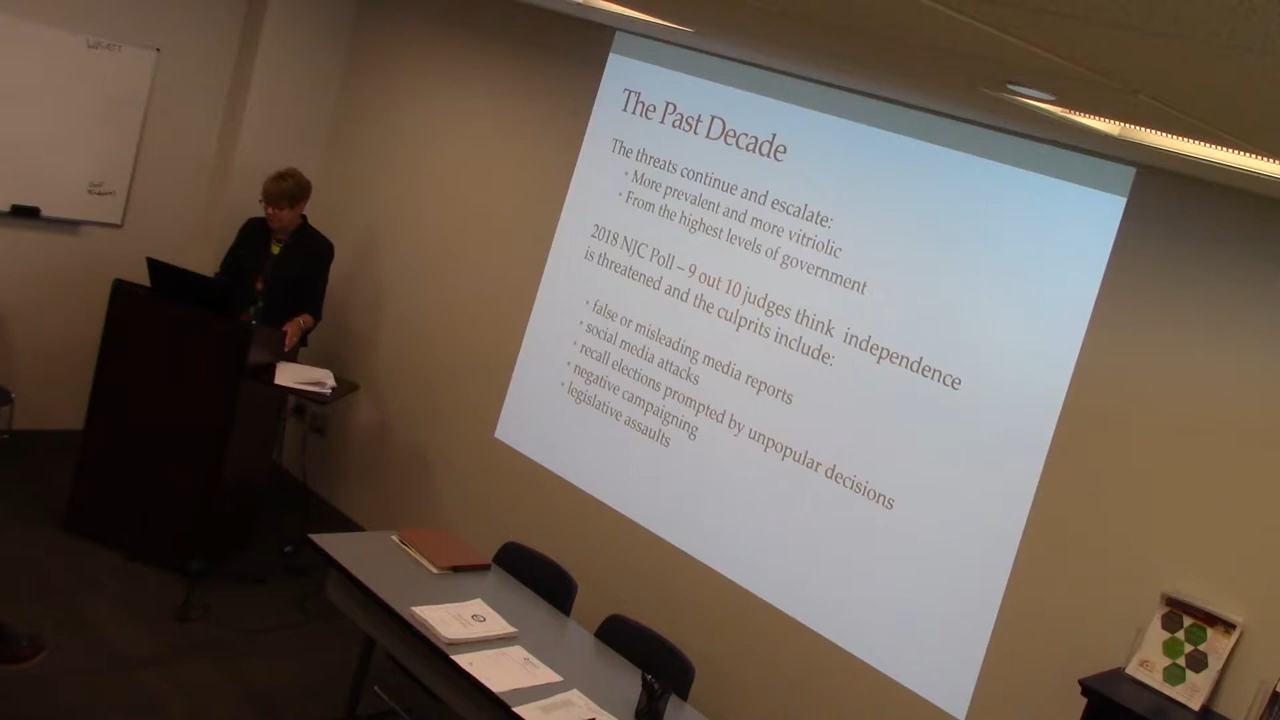 The Past Decade
The threats continue and escalate:
• More prevalent and more vitriolic
• From the highest levels of government
2018 NJC Poll – 9 out 10 judges think independence
is threatened and the culprits include:
• false or misleading media reports
• social media attacks
• recall elections prompted by unpopular decisions
• negative campaigning
• legislative assaults